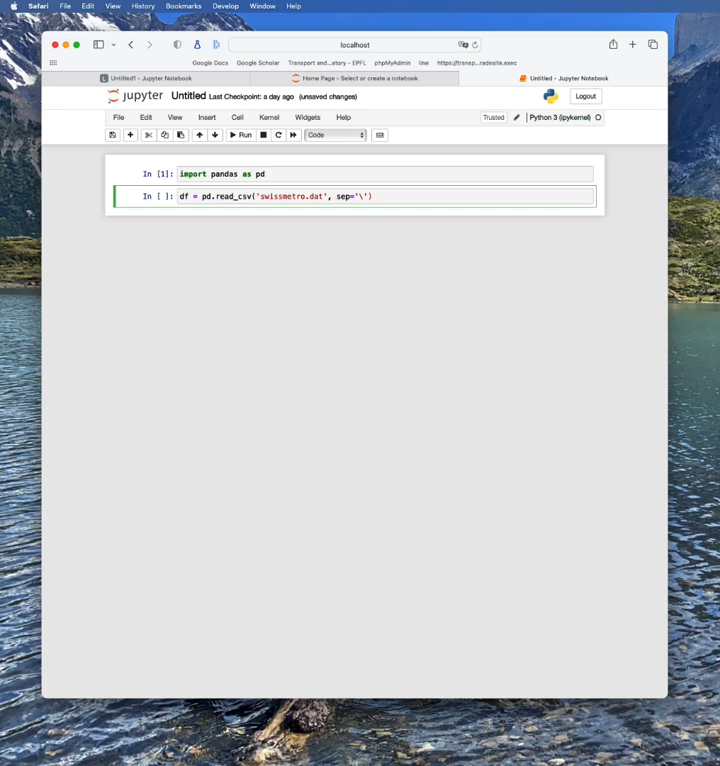 Safari File Edit View History Bookmarks Develop Window Help
localhost
Google Docs Google Scholar Transport and...story - EPFL phpMyAdmin line https://transp...radesite.exec
Untitled1 - Jupyter Notebook Home Page - Select or create a notebook Untitled - Jupyter Notebook
jupyter Untitled Last Checkpoint: a day ago (unsaved changes) Logout
File Edit View Insert Cell Kernel Widgets Help Trusted Python 3 (ipykernel)
Run Code
In [1]: import pandas as pd
In [ ]: df = pd.read_csv('swissmetro.dat', sep='\')